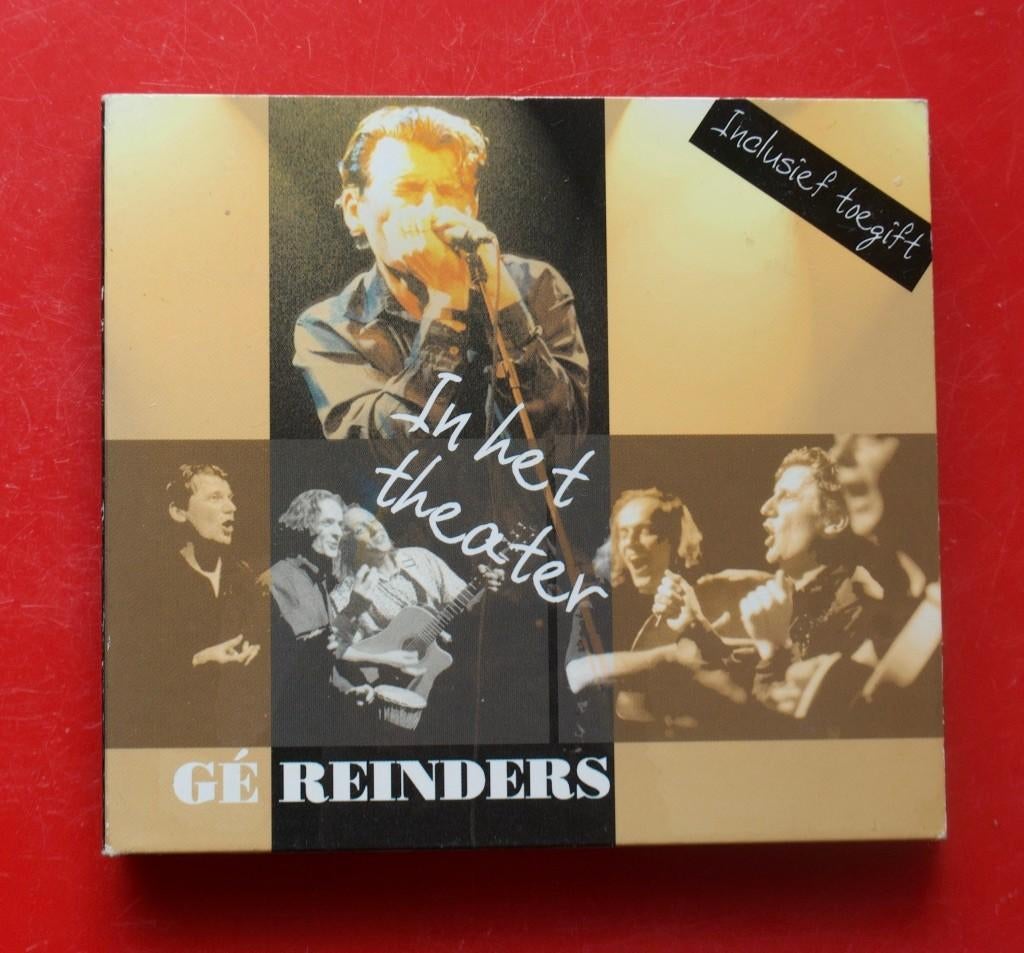 Inclusief toegift
In het
theater
GÉ REINDERS